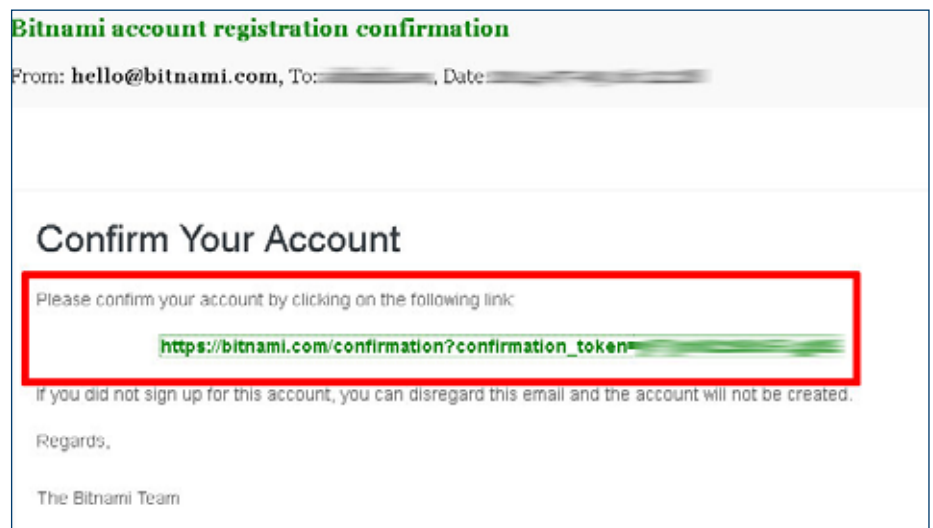 Bitnami account registration confirmation
From: hello@bitnami.com, To: , Date
Confirm Your Account
Please confirm your account by clicking on the following link:
https://bitnami.com/confirmation?confirmation_token=
If you did not sign up for this account, you can disregard this email and the account will not be created.
Regards,
The Bitnami Team